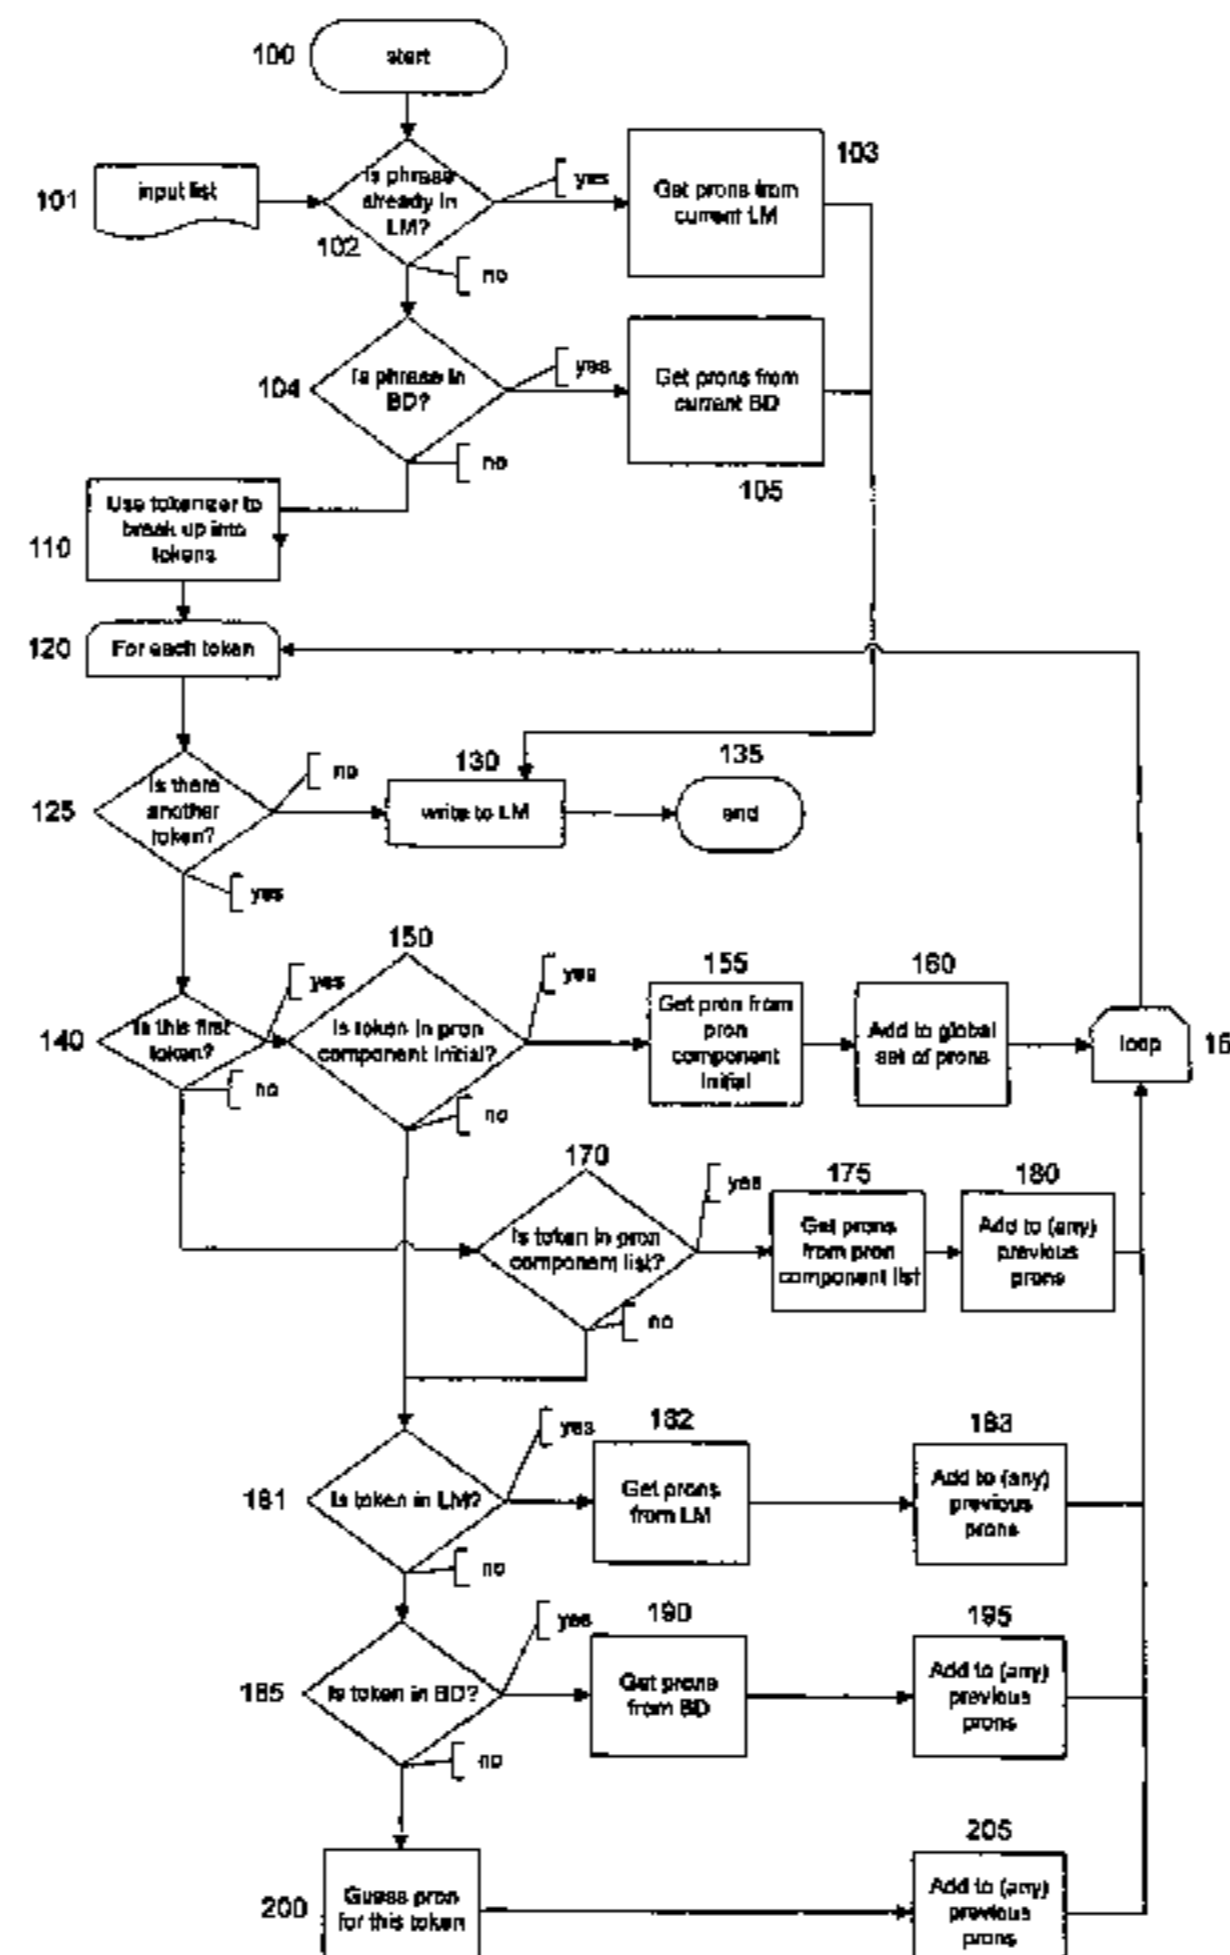 100
start
101
input list
Is phrase
already in
LM?
102
yes
no
Get prons from
current LM
103
104
Is phrase in
BD?
yes
no
Get prons from
current BD
105
110
Use tokenizer to
break up into
tokens
120
For each token
125
Is there
another
token?
no
yes
130
write to LM
135
end
140
Is this first
token?
yes
no
150
Is token in pron
component initial?
yes
no
155
Get pron from
pron
component
initial
160
Add to global
set of prons
loop
16
170
Is token in pron
component list?
yes
no
175
Get prons
from pron
component list
180
Add to (any)
previous
prons
181
Is token in LM?
yes
no
182
Get prons
from LM
183
Add to (any)
previous
prons
185
Is token in BD?
yes
no
190
Get prons
from BD
195
Add to (any)
previous
prons
200
Guess pron
for this token
205
Add to (any)
previous
prons